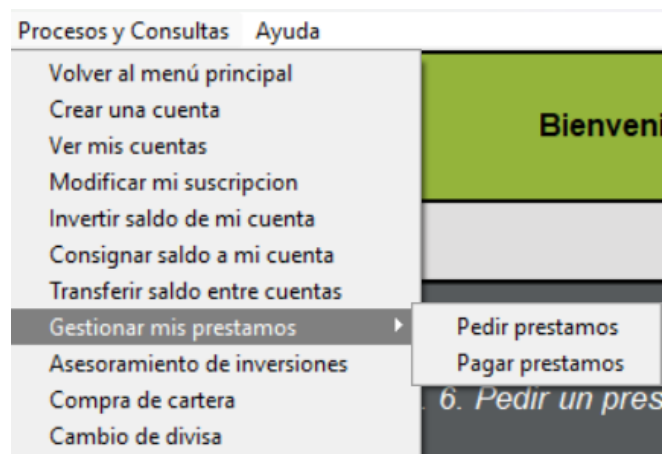 Procesos y Consultas Ayuda
Volver al menú principal
Crear una cuenta
Ver mis cuentas
Modificar mi suscripcion
Invertir saldo de mi cuenta
Consignar saldo a mi cuenta
Transferir saldo entre cuentas
Gestionar mis prestamos
Asesoramiento de inversiones
Compra de cartera
Cambio de divisa
Pedir prestamos
Pagar prestamos
Bienveni
6. Pedir un pres